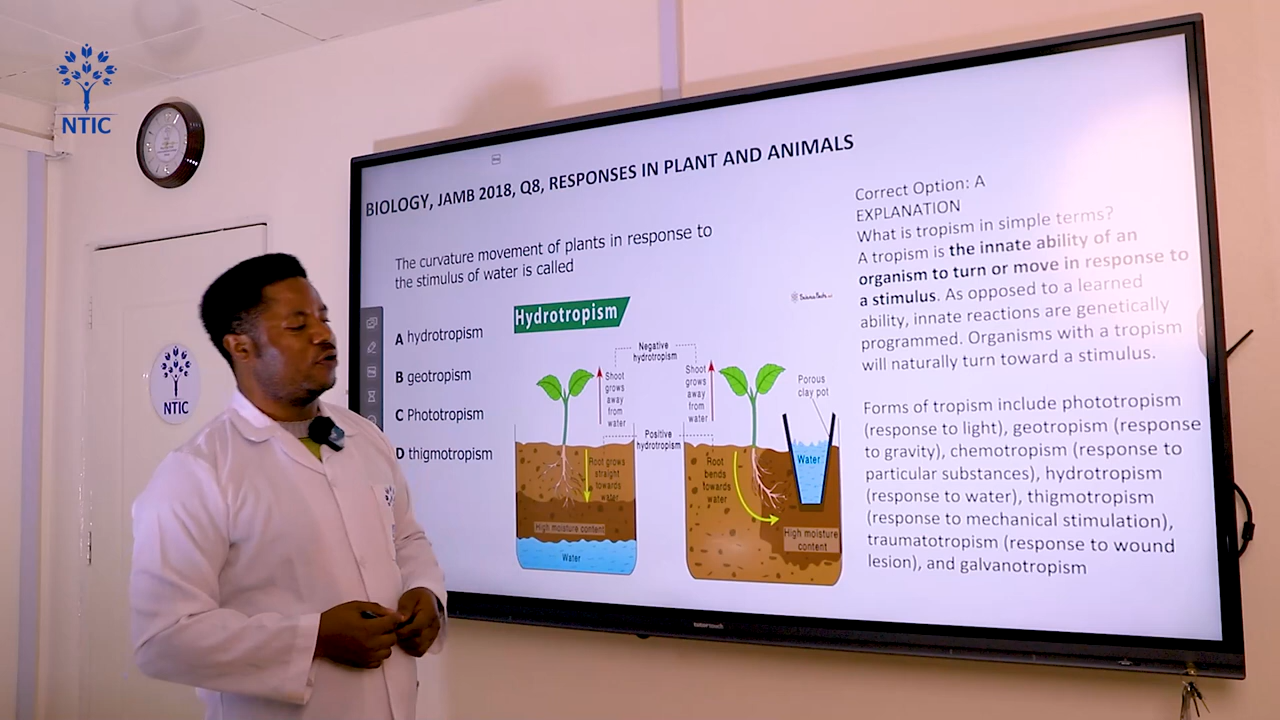 NTIC
NTIC
NTIC
BIOLOGY, JAMB 2018, Q8, RESPONSES IN PLANT AND ANIMALS
The curvature movement of plants in response to
the stimulus of water is called
A hydrotropism
B geotropism
C Phototropism
D thigmotropism
Hydrotropism
Negative
hydrotropism
Shoot
grows
away
from
water
Shoot
grows
away
from
water
Porous
clay pot
Positive
hydrotropism
Root grows
straight
towards
water
Root
bends
towards
water
Water
High moisture content
High moisture
content
Water
Correct Option: A
EXPLANATION
What is tropism in simple terms?
A tropism is the innate ability of an
organism to turn or move in response to
a stimulus. As opposed to a learned
ability, innate reactions are genetically
programmed. Organisms with a tropism
will naturally turn toward a stimulus.
Forms of tropism include phototropism
(response to light), geotropism (response
to gravity), chemotropism (response to
particular substances), hydrotropism
(response to water), thigmotropism
(response to mechanical stimulation),
traumatotropism (response to wound
lesion), and galvanotropism